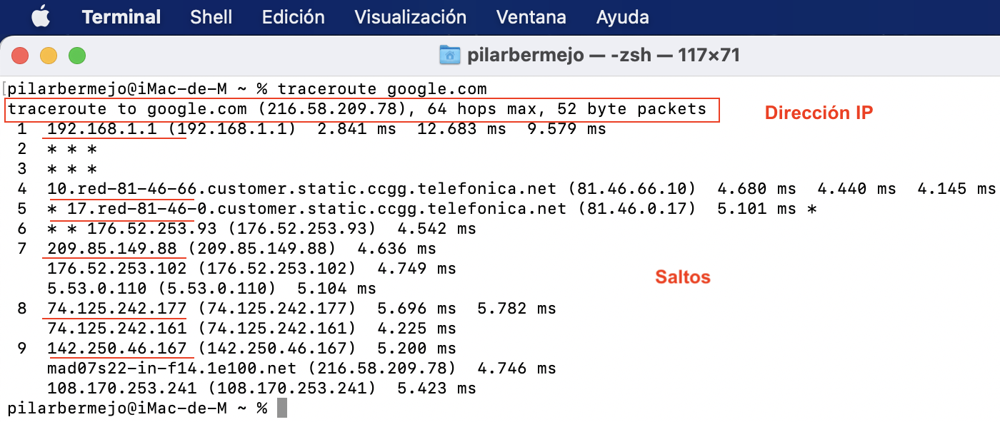 Terminal Shell Edición Visualización Ventana Ayuda
pilarbermejo — -zsh — 117×71
[pilarbermejo@iMac-de-M ~ % traceroute google.com
traceroute to google.com (216.58.209.78), 64 hops max, 52 byte packets
Dirección IP
1 192.168.1.1 (192.168.1.1) 2.841 ms 12.683 ms 9.579 ms
2 * * *
3 * * *
4 10.red-81-46-66.customer.static.ccgg.telefonica.net (81.46.66.10) 4.680 ms 4.440 ms 4.145 ms
5 * 17.red-81-46-0.customer.static.ccgg.telefonica.net (81.46.0.17) 5.101 ms *
6 * * 176.52.253.93 (176.52.253.93) 4.542 ms
7 209.85.149.88 (209.85.149.88) 4.636 ms
176.52.253.102 (176.52.253.102) 4.749 ms
Saltos
5.53.0.110 (5.53.0.110) 5.104 ms
8 74.125.242.177 (74.125.242.177) 5.696 ms 5.782 ms
74.125.242.161 (74.125.242.161) 4.225 ms
9 142.250.46.167 (142.250.46.167) 5.200 ms
mad07s22-in-f14.1e100.net (216.58.209.78) 4.746 ms
108.170.253.241 (108.170.253.241) 5.423 ms
pilarbermejo@iMac-de-M ~ %